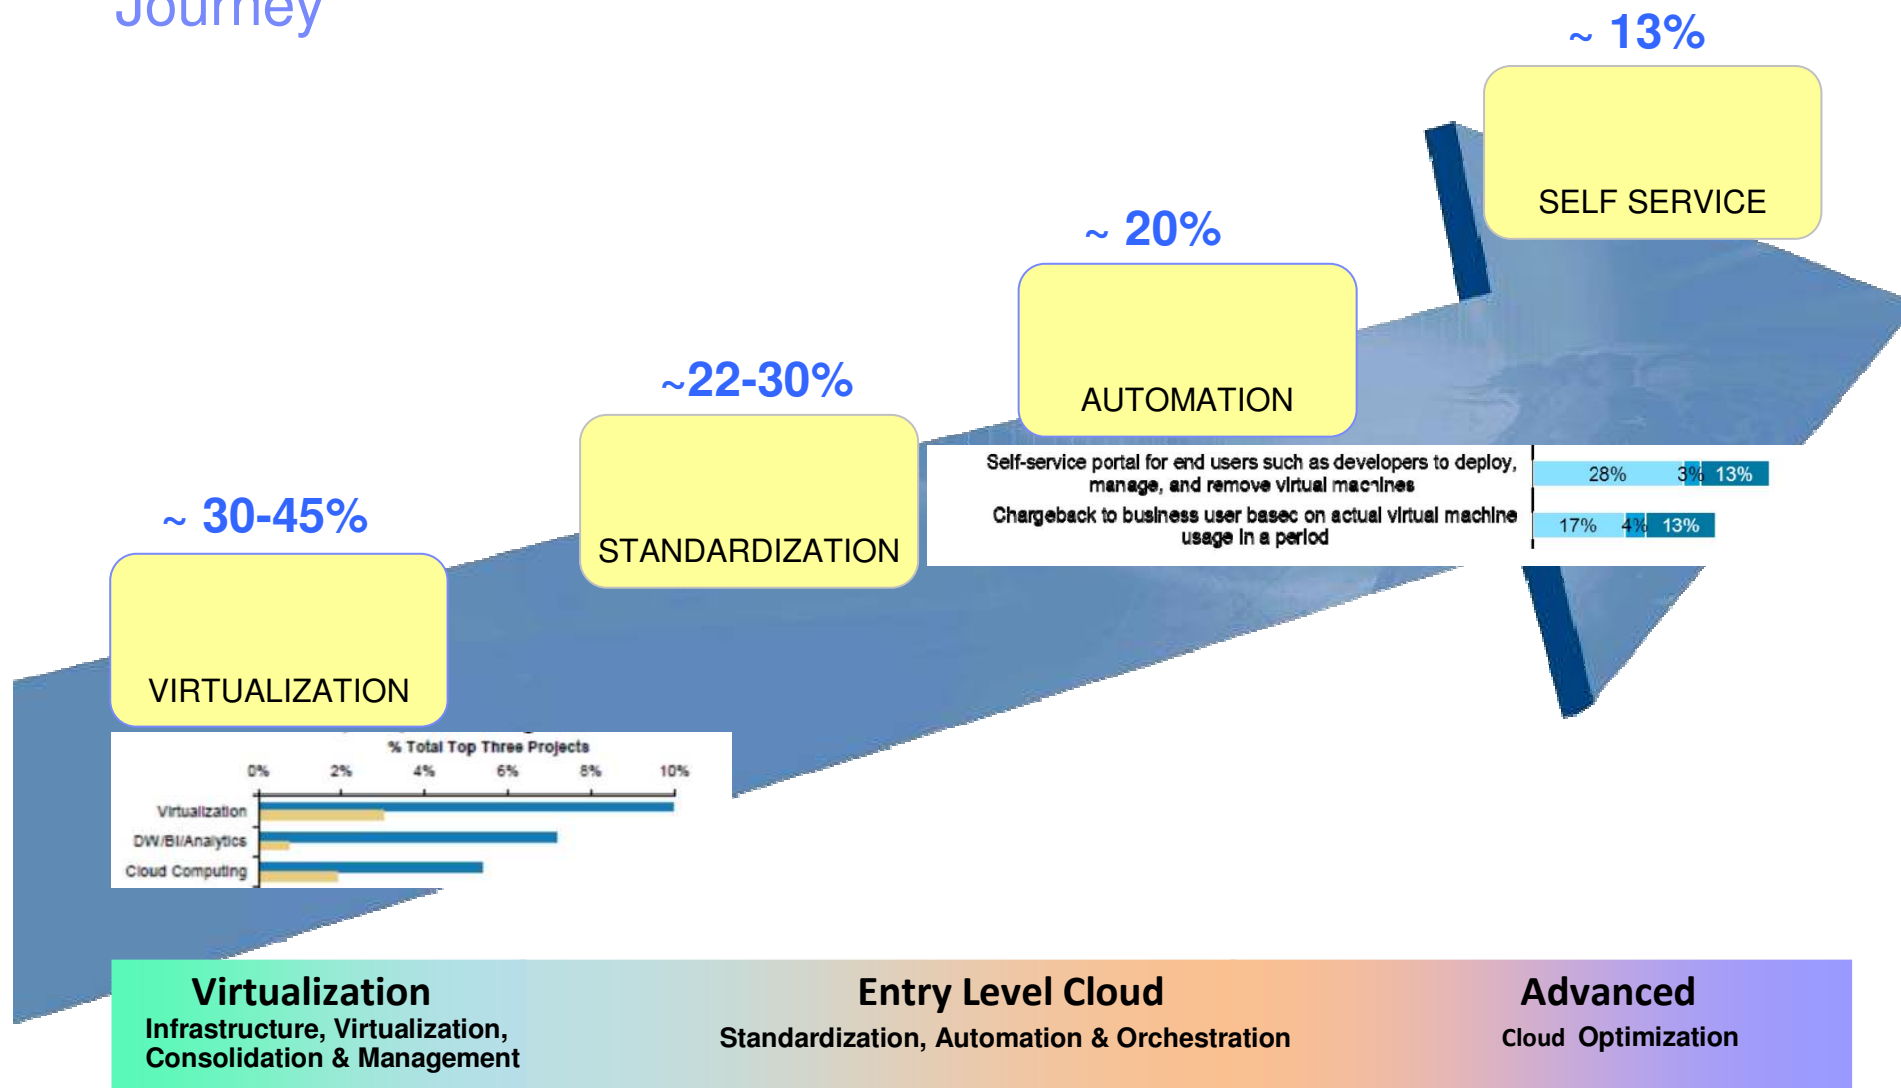 Journey
~ 13%
SELF SERVICE
~ 20%
AUTOMATION
~22-30%
STANDARDIZATION
~ 30-45%
VIRTUALIZATION
Self-service portal for end users such as developers to deploy,
manage, and remove virtual machines
28% 3% 13%
Chargeback to business user based on actual virtual machine
usage in a period
17% 4% 13%
% Total Top Three Projects
0% 2% 4% 6% 8% 10%
Virtualization
DW/BI/Analytics
Cloud Computing
Virtualization
Infrastructure, Virtualization,
Consolidation & Management
Entry Level Cloud
Standardization, Automation & Orchestration
Advanced
Cloud Optimization